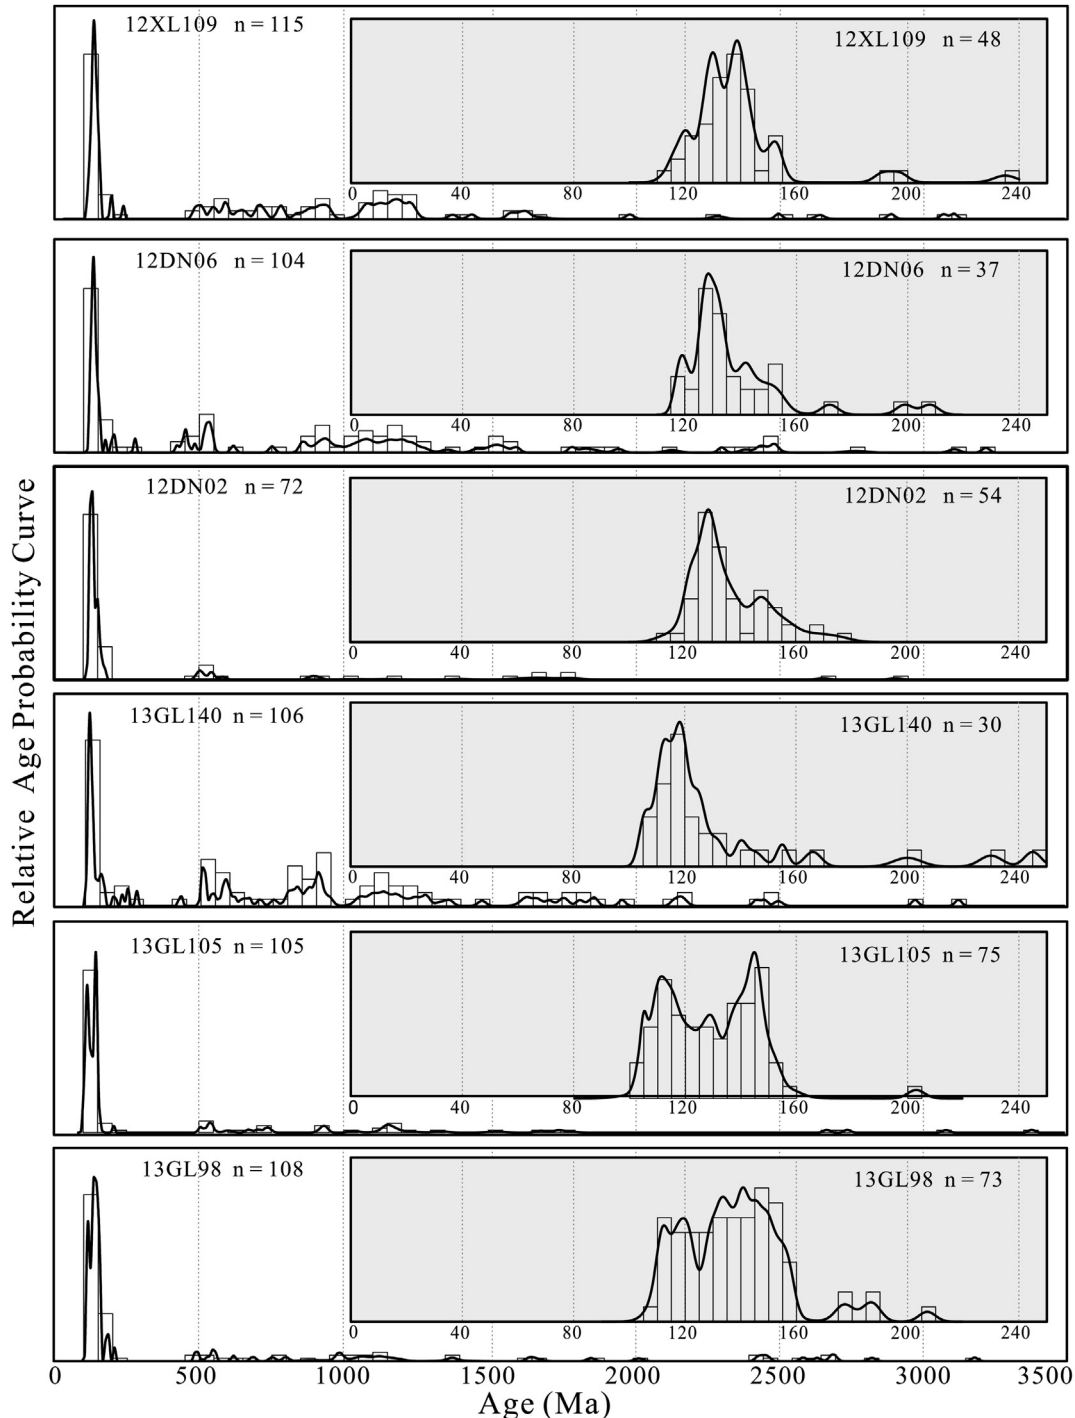 12XL109 n = 115
12XL109 n = 48
0 40 80 120 160 200 240
12DN06 n = 104
12DN06 n = 37
0 40 80 120 160 200 240
12DN02 n = 72
12DN02 n = 54
0 40 80 120 160 200 240
13GL140 n = 106
13GL140 n = 30
0 40 80 120 160 200 240
13GL105 n = 105
13GL105 n = 75
0 40 80 120 160 200 240
13GL98 n = 108
13GL98 n = 73
0 40 80 120 160 200 240
0 500 1000 1500 2000 2500 3000 3500
Age (Ma)
Relative Age Probability Curve